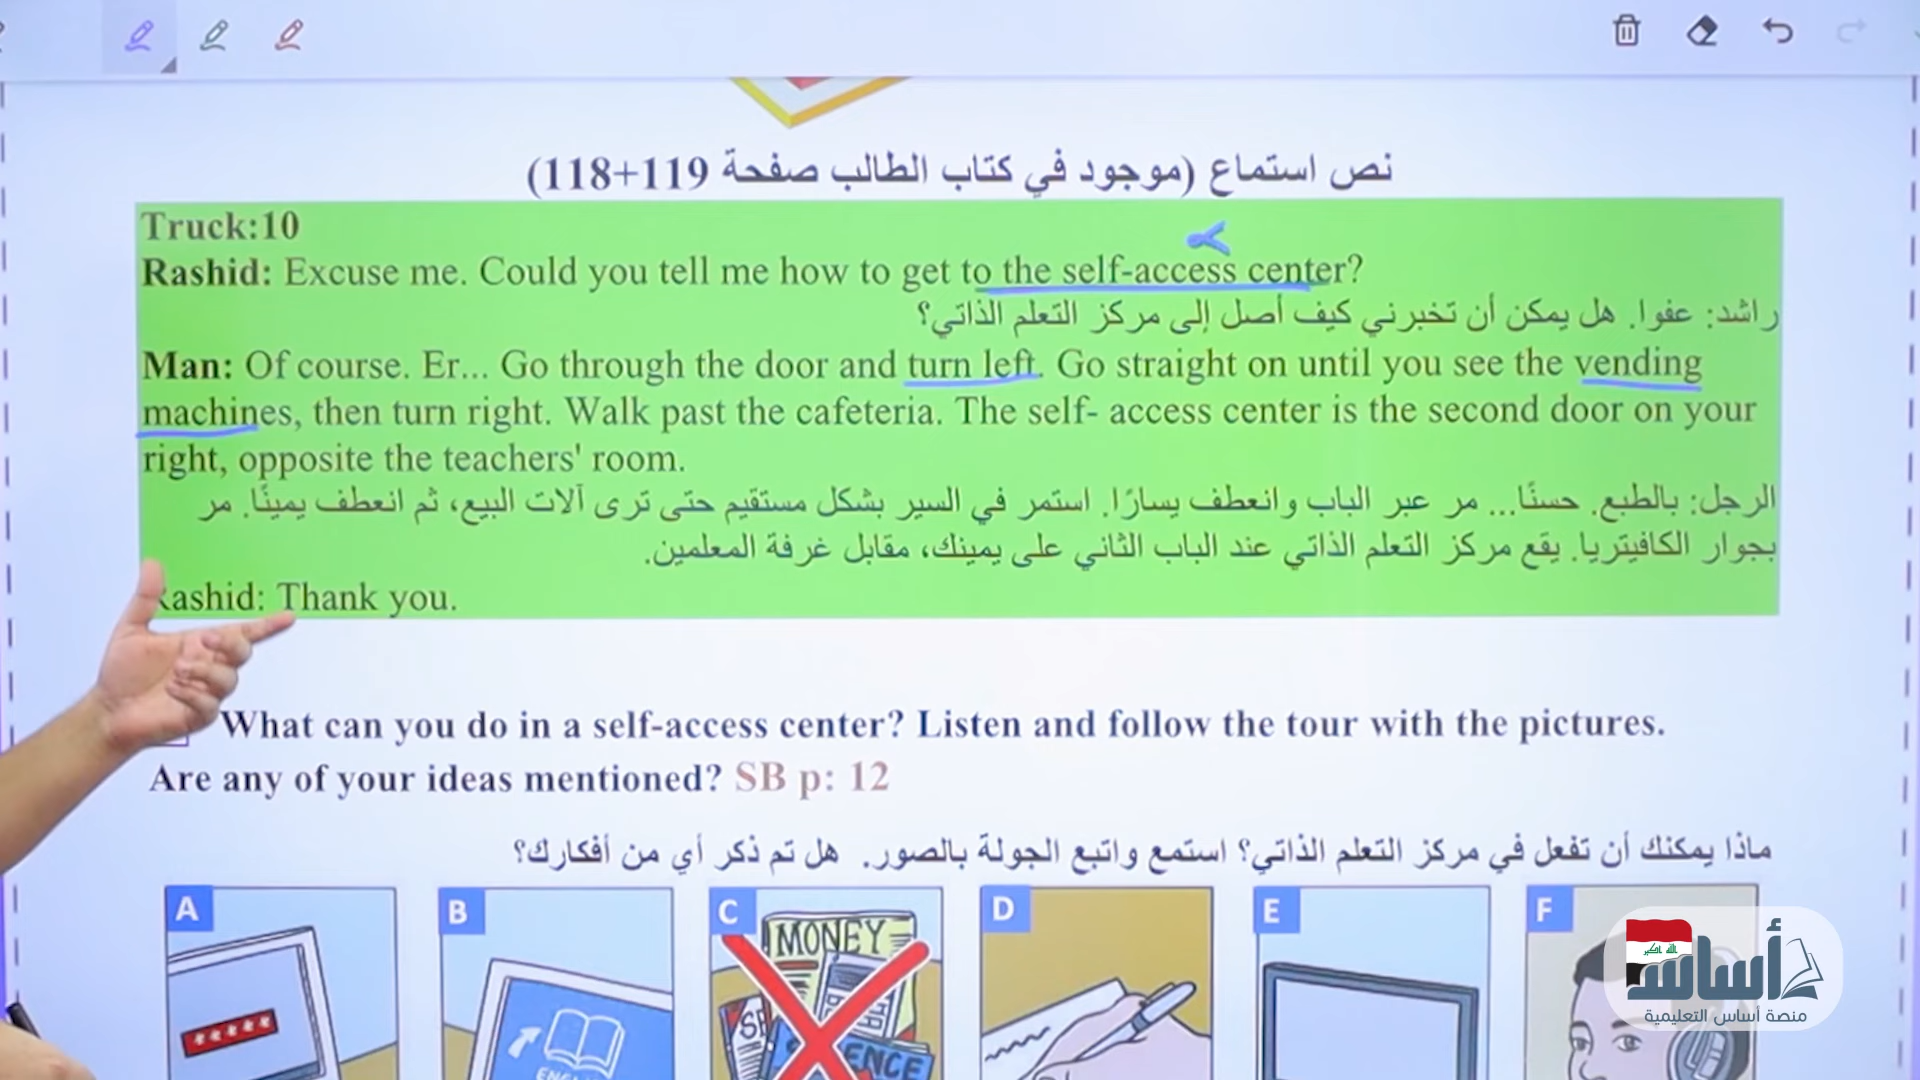 نص استماع (موجود في كتاب الطالب صفحة 119+118)
Truck:10
Rashid: Excuse me. Could you tell me how to get to the self-access center?
راشد: عفوا. هل يمكن أن تخبرني كيف أصل إلى مركز التعلم الذاتي؟
Man: Of course. Er... Go through the door and turn left. Go straight on until you see the vending
machines, then turn right. Walk past the cafeteria. The self- access center is the second door on your
right, opposite the teachers' room.
الرجل: بالطبع. حسنًا... مر عبر الباب وانعطف يسارًا. استمر في السير بشكل مستقيم حتى ترى آلات البيع، ثم انعطف يمينًا. مر
بجوار الكافيتريا. يقع مركز التعلم الذاتي عند الباب الثاني على يمينك، مقابل غرفة المعلمين.
Rashid: Thank you.
What can you do in a self-access center? Listen and follow the tour with the pictures.
Are any of your ideas mentioned? SB p: 12
ماذا يمكنك أن تفعل في مركز التعلم الذاتي؟ استمع واتبع الجولة بالصور. هل تم ذكر أي من أفكارك؟
A B C D E F
MONEY
أساس
منصة أساس التعليمية